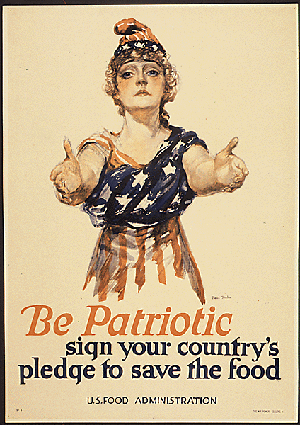 Be Patriotic
sign your country's
pledge to save the food
U.S. FOOD ADMINISTRATION